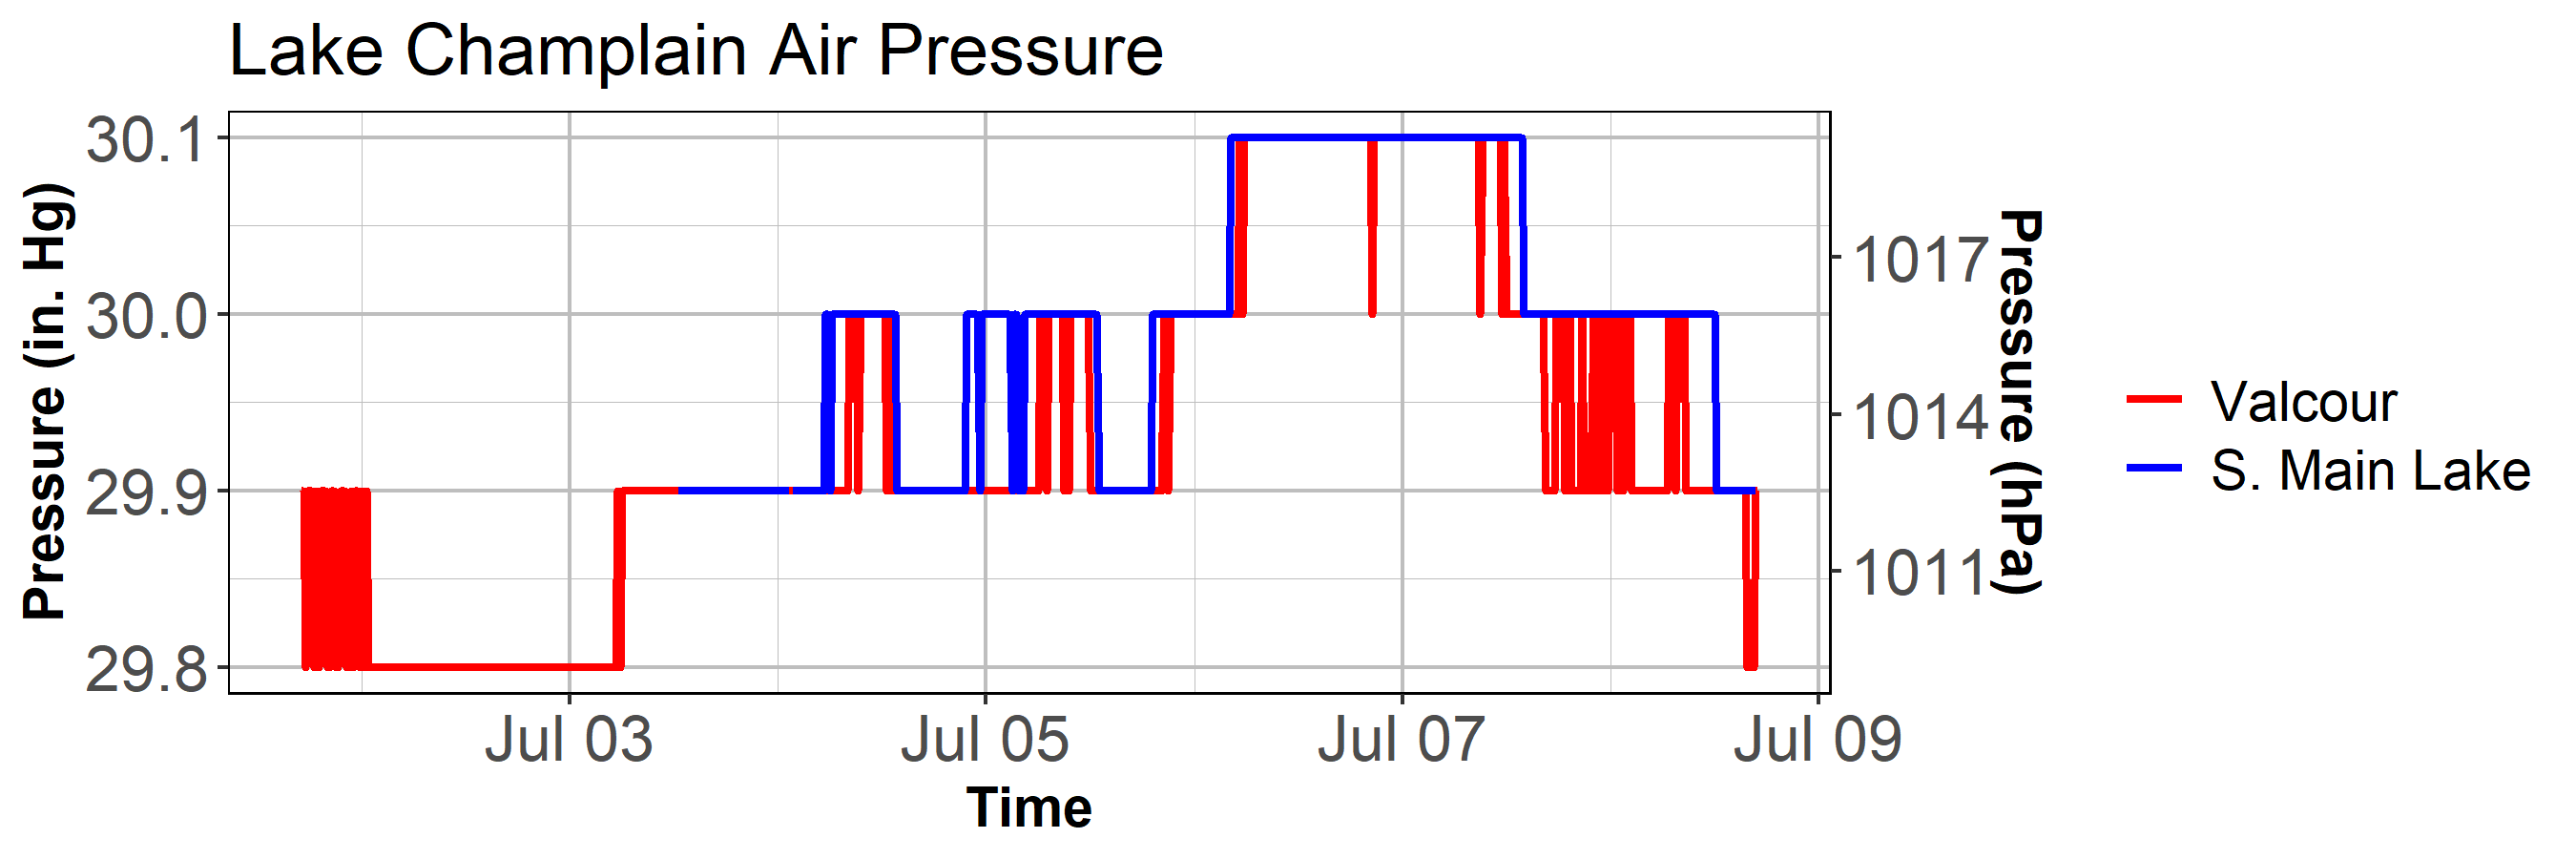 Lake Champlain Air Pressure
30.1
30.0
29.9
29.8
Pressure (in. Hg)
1017
1014
1011
Pressure (hPa)
Jul 03
Jul 05
Jul 07
Jul 09
Time
Valcour
S. Main Lake